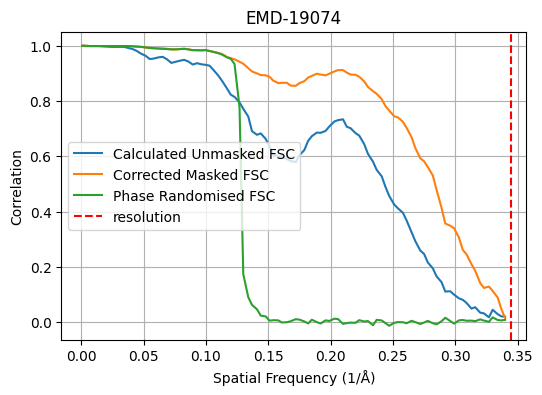 EMD-19074
Correlation
1.0
0.8
0.6
0.4
0.2
0.0
Calculated Unmasked FSC
Corrected Masked FSC
Phase Randomised FSC
resolution
0.00 0.05 0.10 0.15 0.20 0.25 0.30 0.35
Spatial Frequency (1/Å)